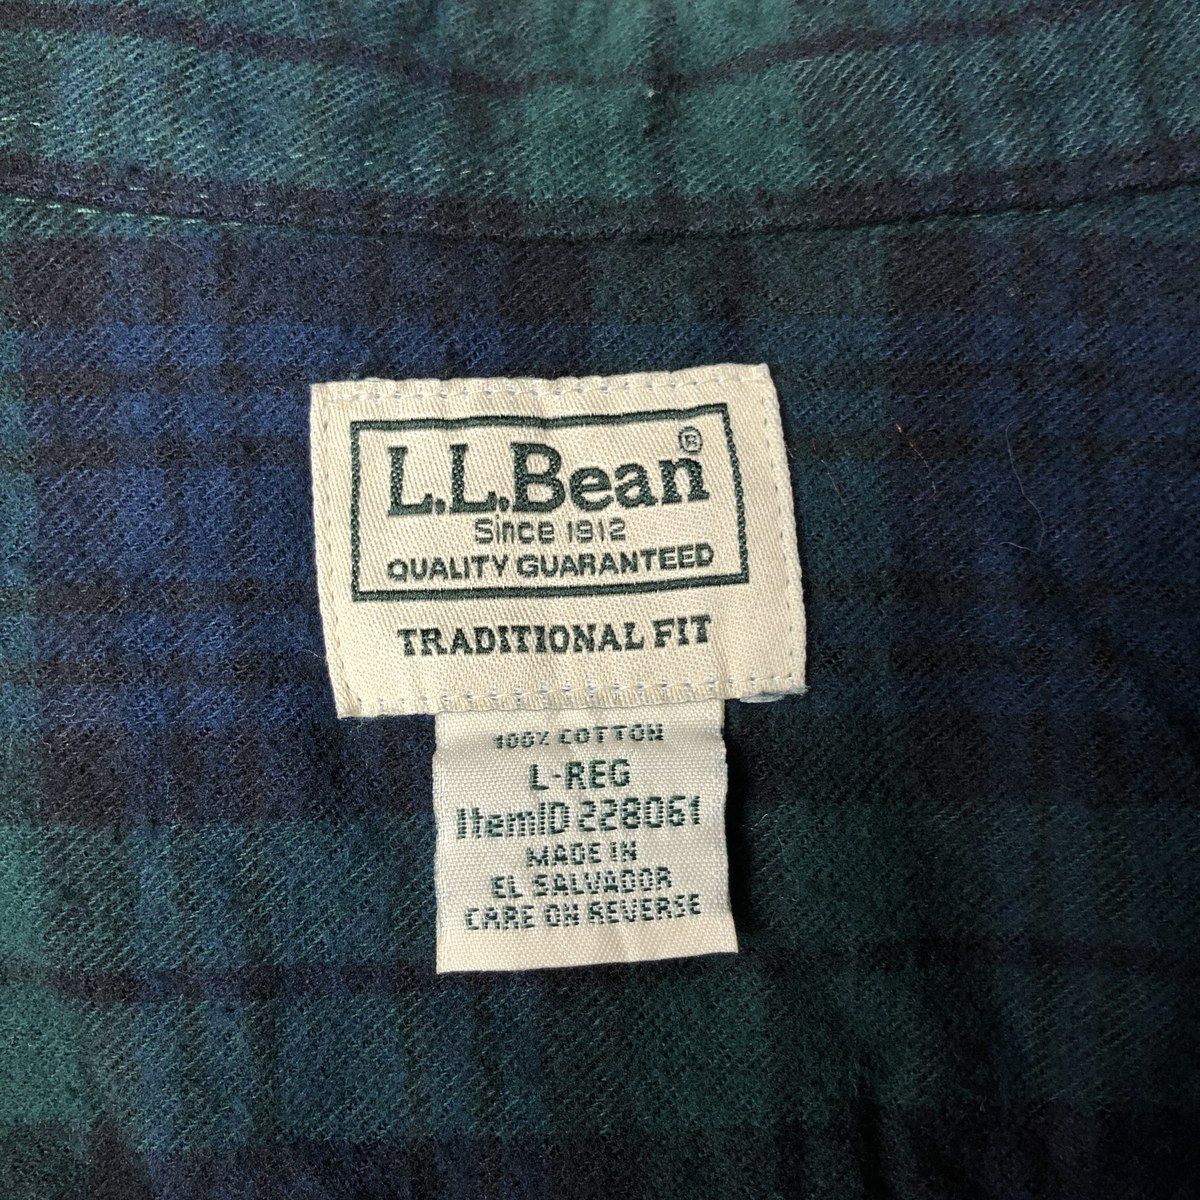 L.L.Bean®
Since 1912
QUALITY GUARANTEED
TRADITIONAL FIT
100% COTTON
L-REG
ItemID 228061
MADE IN
EL SALVADOR
CARE ON REVERSE